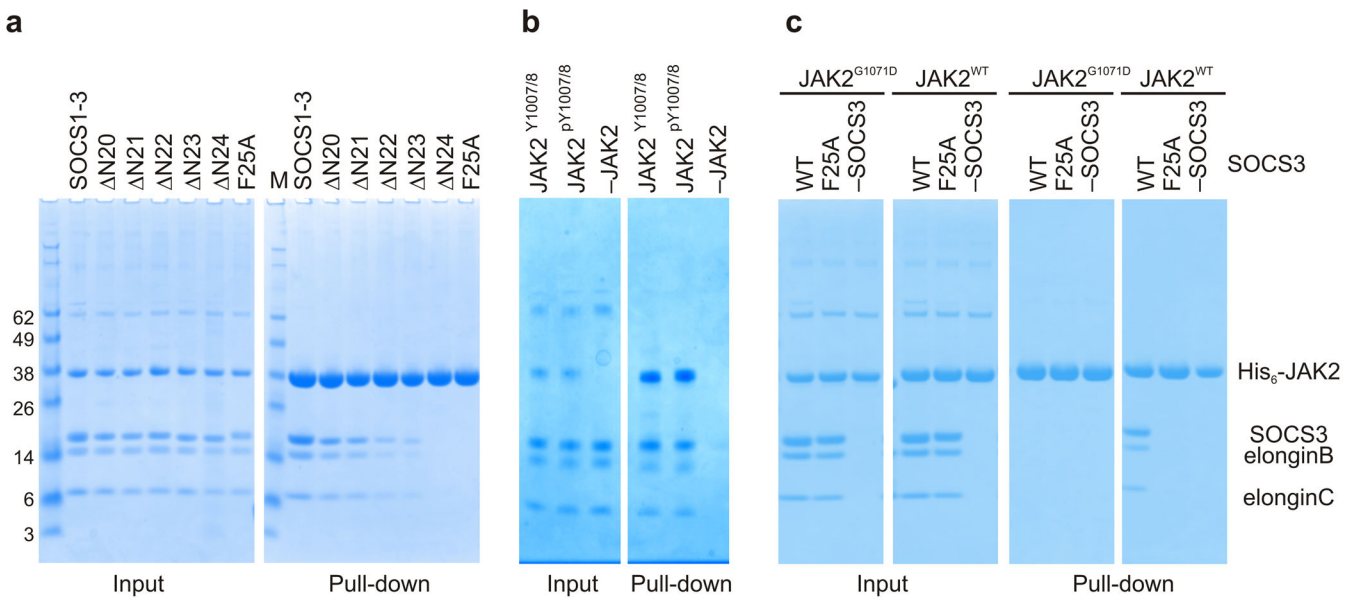 a
SOCS1-3
ΔN20
ΔN21
ΔN22
ΔN23
ΔN24
F25A
M
SOCS1-3
ΔN20
ΔN21
ΔN22
ΔN23
ΔN24
F25A
62
49
38
26
14
6
3
Input
Pull-down
b
JAK2 Y1007/8
JAK2 pY1007/8
–JAK2
JAK2 Y1007/8
JAK2 pY1007/8
–JAK2
Input
Pull-down
c
JAK2G1071D
JAK2WT
JAK2G1071D
JAK2WT
WT
F25A
–SOCS3
WT
F25A
–SOCS3
WT
F25A
–SOCS3
WT
F25A
–SOCS3
SOCS3
His6-JAK2
SOCS3
elonginB
elonginC
Input
Pull-down